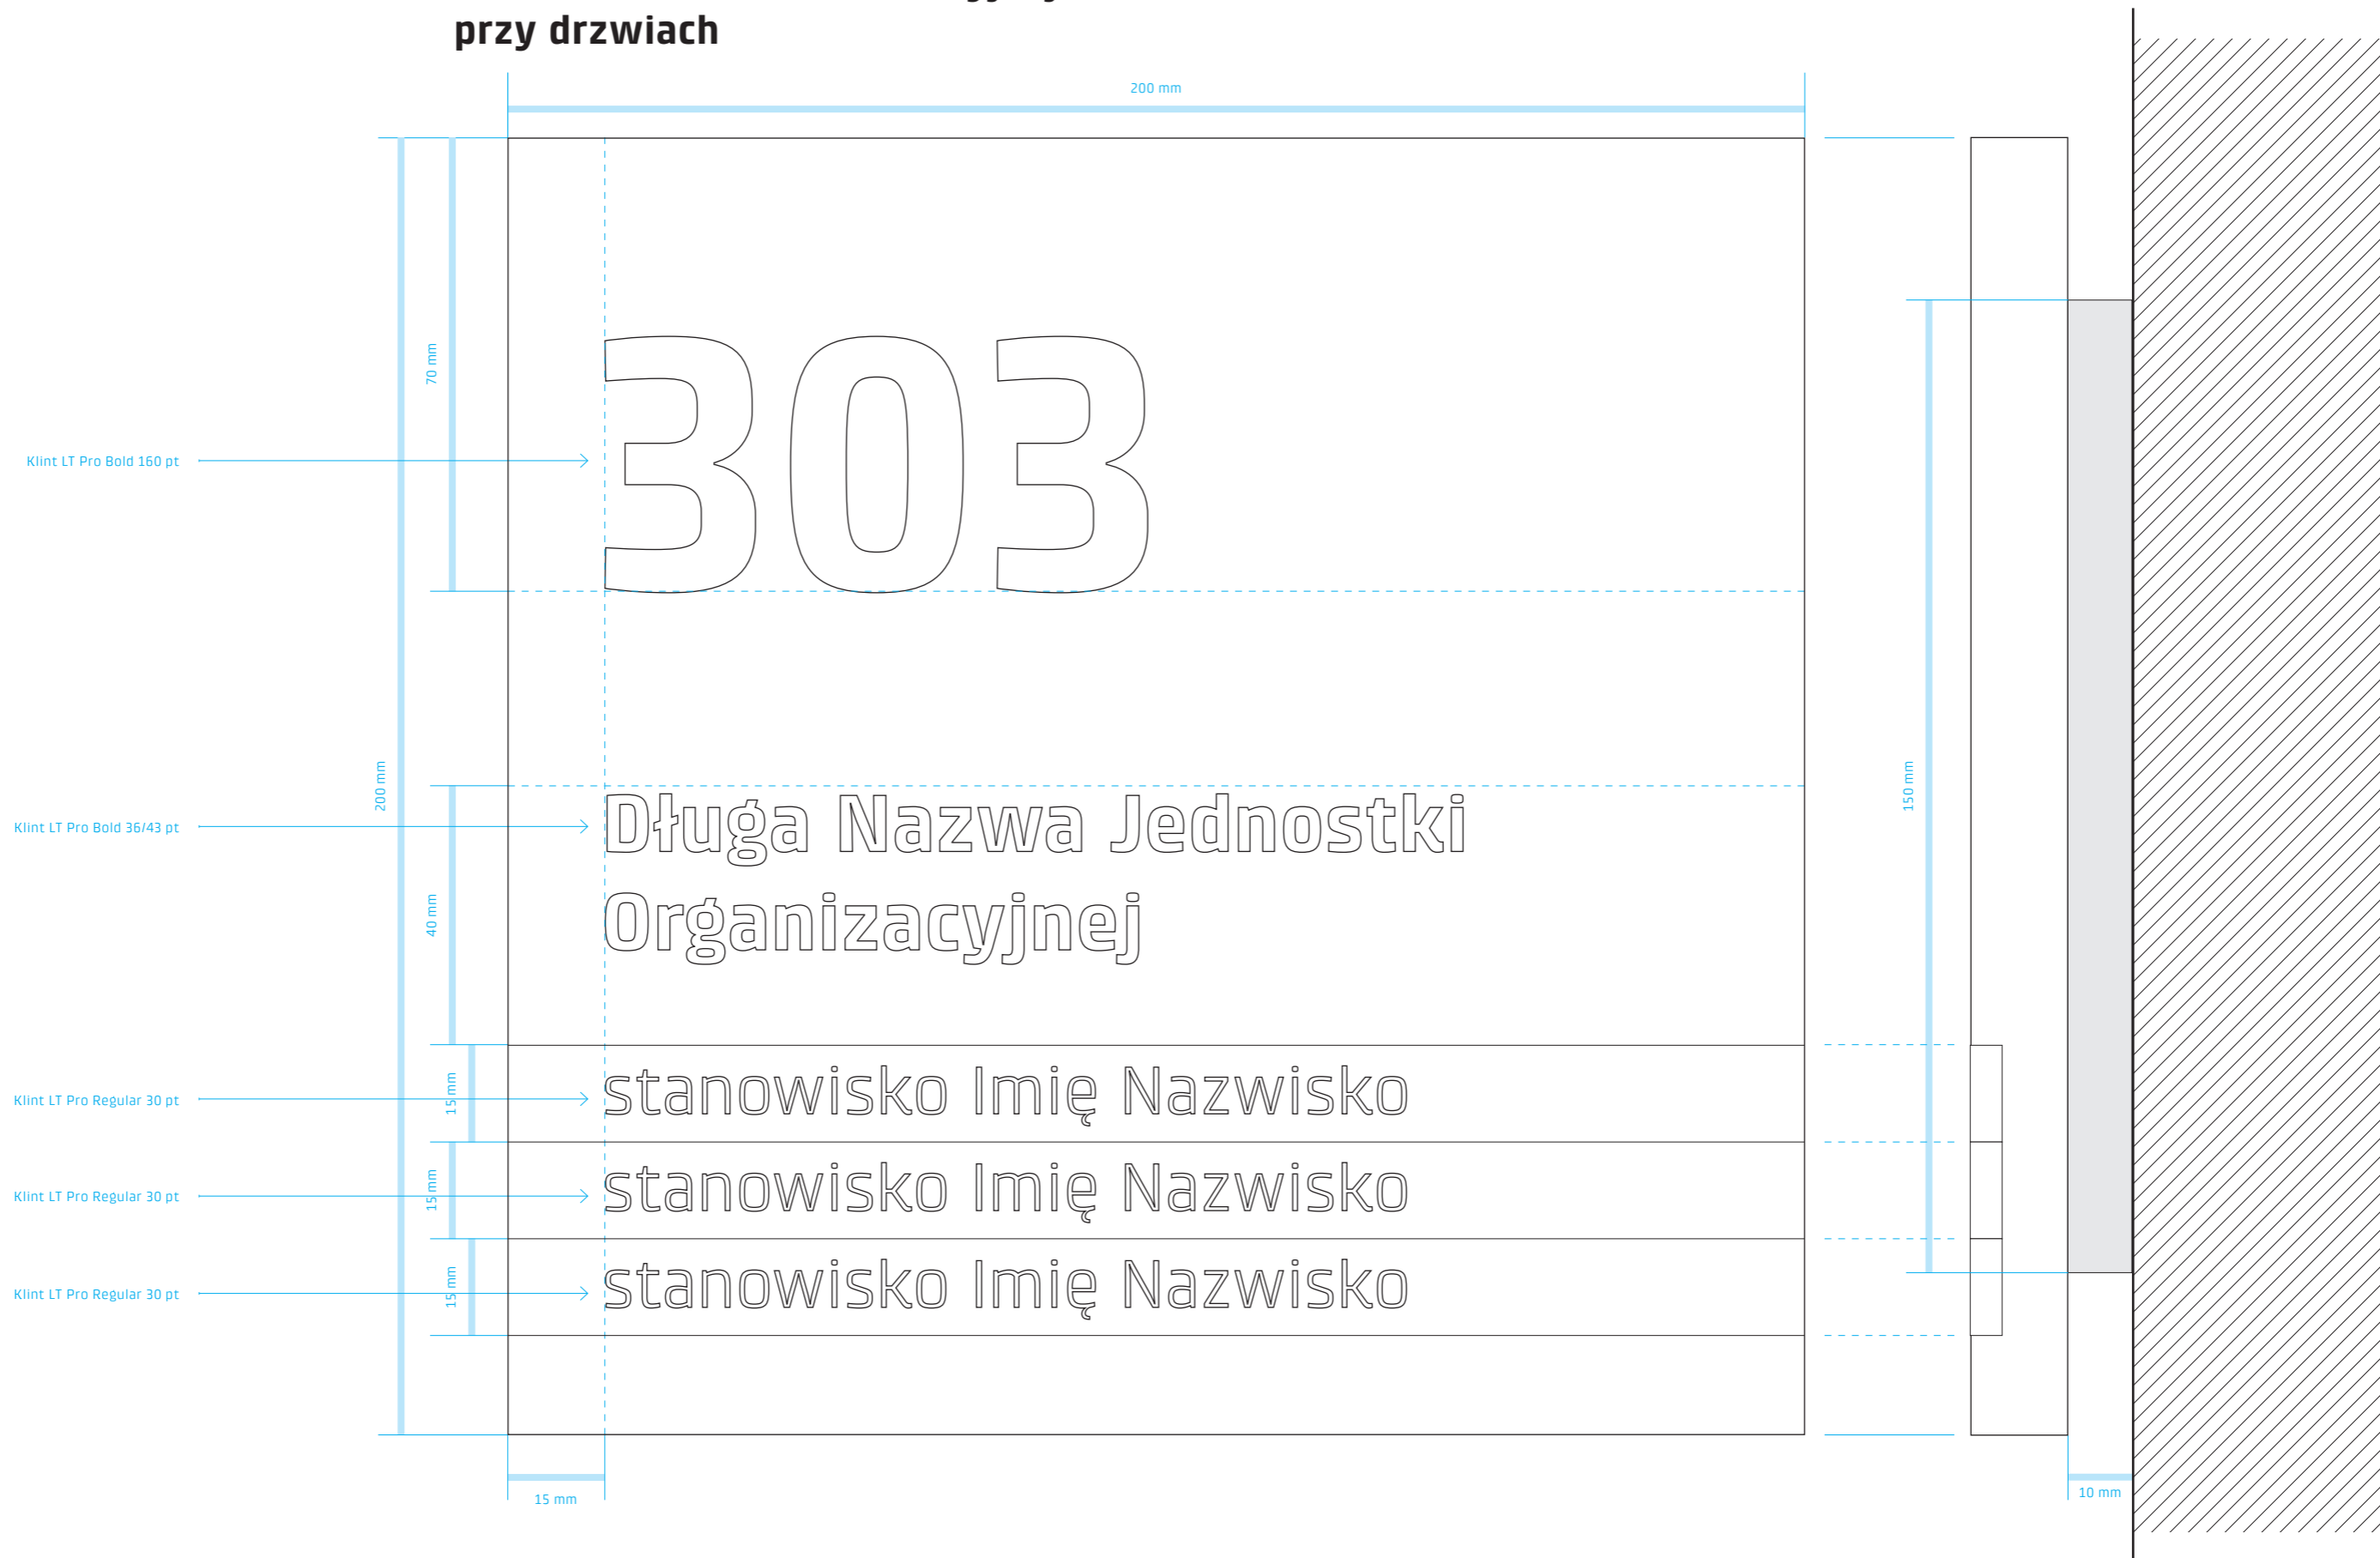 przy drzwiach
200 mm
70 mm
Klint LT Pro Bold 160 pt
303
200 mm
150 mm
Klint LT Pro Bold 36/43 pt
Długa Nazwa Jednostki
Organizacyjnej
40 mm
Klint LT Pro Regular 30 pt
15 mm
stanowisko Imię Nazwisko
Klint LT Pro Regular 30 pt
15 mm
stanowisko Imię Nazwisko
Klint LT Pro Regular 30 pt
15 mm
stanowisko Imię Nazwisko
15 mm
10 mm